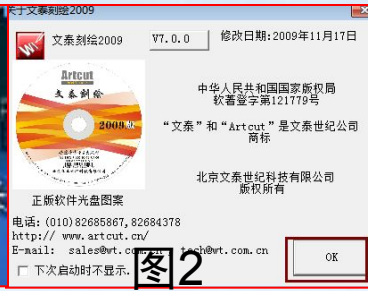 关于文泰刻绘2009
文泰刻绘2009
V7.0.0
修改日期:2009年11月17日
Artcut
文泰刻绘
2009
中华人民共和国国家版权局
软著登字第121779号
“文泰”和“Artcut”是文泰世纪公司
商标
北京文泰世纪科技有限公司
版权所有
正版软件光盘图案
电话:(010)82685867,82684378
http:// www.artcut.cn/
E-mail: sales@wt.com.cn , tech@wt.com.cn
下次启动时不显示.
OK
图2